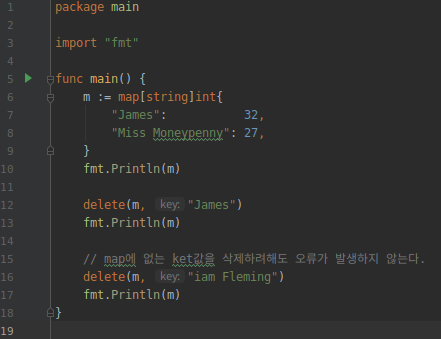 1 package main
2
3 import "fmt"
4
5 func main() {
6 m := map[string]int{
7 "James": 32,
8 "Miss Moneypenny": 27,
9 }
10 fmt.Println(m)
11
12 delete(m, key: "James")
13 fmt.Println(m)
14
15 // map에 없는 ket값을 삭제하려해도 오류가 발생하지 않는다.
16 delete(m, key: "iam Fleming")
17 fmt.Println(m)
18 }
19